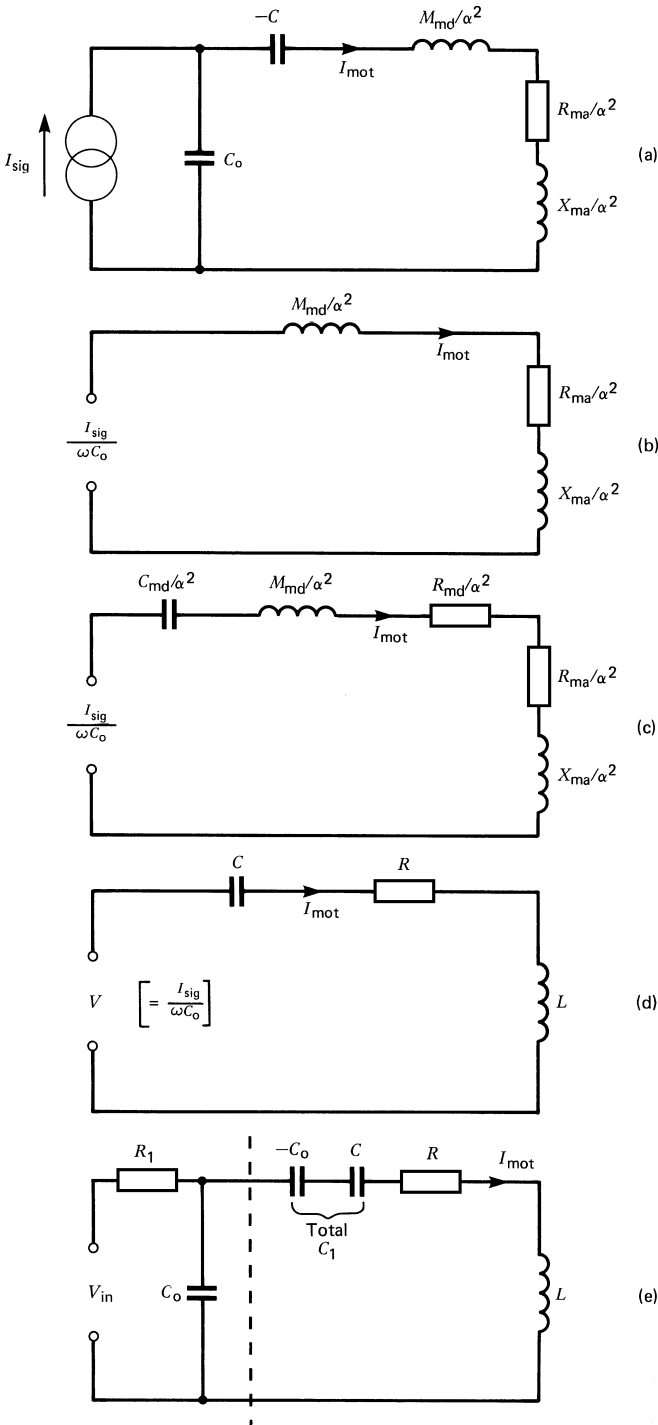 −C
M_md/α²
I_mot
R_ma/α²
I_sig
C_o
X_ma/α²
(a)
M_md/α²
I_mot
R_ma/α²
I_sig
ωC_o
X_ma/α²
(b)
C_md/α²
M_md/α²
R_md/α²
I_mot
R_ma/α²
I_sig
ωC_o
X_ma/α²
(c)
C
R
I_mot
V [= I_sig/ωC_o]
L
(d)
R₁
−C_o
C
R
I_mot
Total
C₁
V_in
C_o
L
(e)